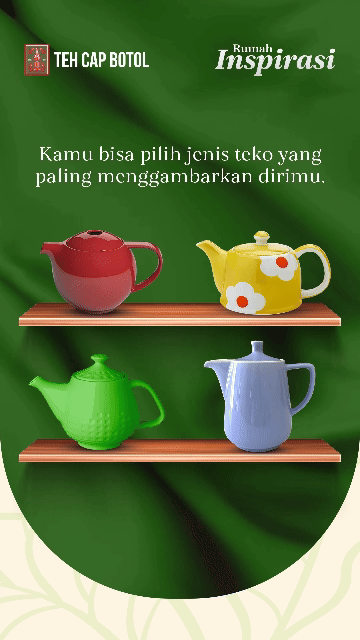 TEH CAP BOTOL
Rumah
Inspirasi
Kamu bisa pilih jenis teko yang
paling menggambarkan dirimu.